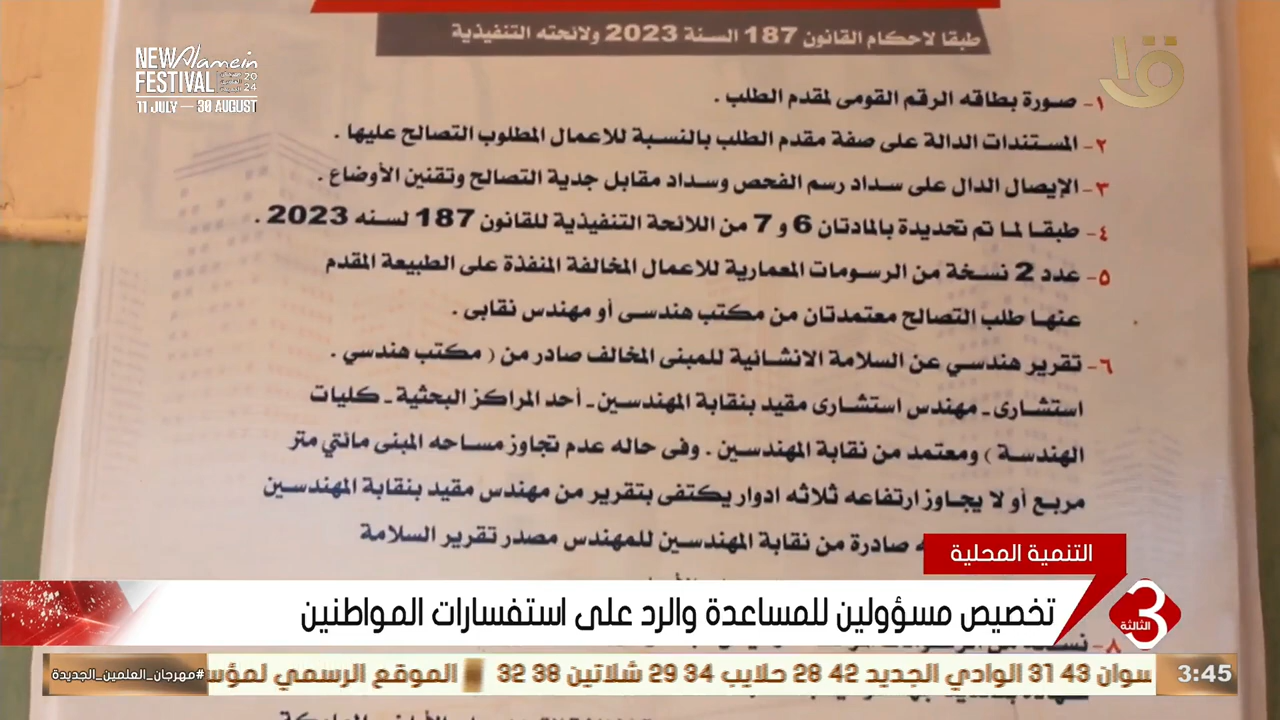 طبقا لاحكام القانون 187 السنة 2023 ولائحته التنفيذية
NEW Alamein
FESTIVAL 2024
11 JULY — 30 AUGUST
١- صورة بطاقه الرقم القومى لمقدم الطلب .
٢- المستندات الدالة على صفة مقدم الطلب بالنسبة للاعمال المطلوب التصالح عليها .
٣- الإيصال الدال على سداد رسم الفحص وسداد مقابل جدية التصالح وتقنين الأوضاع .
٤- طبقا لما تم تحديدة بالمادتان 6 و 7 من اللائحة التنفيذية للقانون 187 لسنه 2023 .
٥- عدد 2 نسخة من الرسومات المعمارية للاعمال المخالفة المنفذة على الطبيعة المقدم
عنها طلب التصالح معتمدتان من مكتب هندسى أو مهندس نقابى .
٦- تقرير هندسي عن السلامة الانشائية للمبنى المخالف صادر من ( مكتب هندسي .
استشارى - مهندس استشارى مقيد بنقابة المهندسين - أحد المراكز البحثية - كليات
الهندسة ) ومعتمد من نقابة المهندسين . وفى حاله عدم تجاوز مساحه المبنى مائتي متر
مربع أو لا يجاوز ارتفاعه ثلاثه ادوار يكتفى بتقرير من مهندس مقيد بنقابة المهندسين
صادرة من نقابة المهندسين للمهندس مصدر تقرير السلامة
التنمية المحلية
تخصيص مسؤولين للمساعدة والرد على استفسارات المواطنين
3 الثالثة
٨-
3:45
سوان 43 31 الوادي الجديد 42 28 حلايب 34 29 شلاتين 38 32 الموقع الرسمي لمؤس
#مهرجان_العلمين_الجديدة